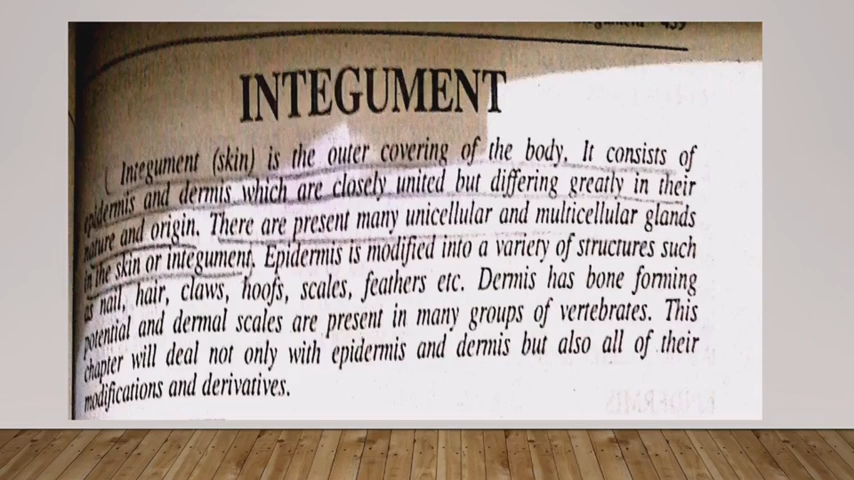 INTEGUMENT
Integument (skin) is the outer covering of the body. It consists of
epidermis and dermis which are closely united but differing greatly in their
nature and origin. There are present many unicellular and multicellular glands
in the skin or integument. Epidermis is modified into a variety of structures such
as nail, hair, claws, hoofs, scales, feathers etc. Dermis has bone forming
potential and dermal scales are present in many groups of vertebrates. This
chapter will deal not only with epidermis and dermis but also all of their
modifications and derivatives.